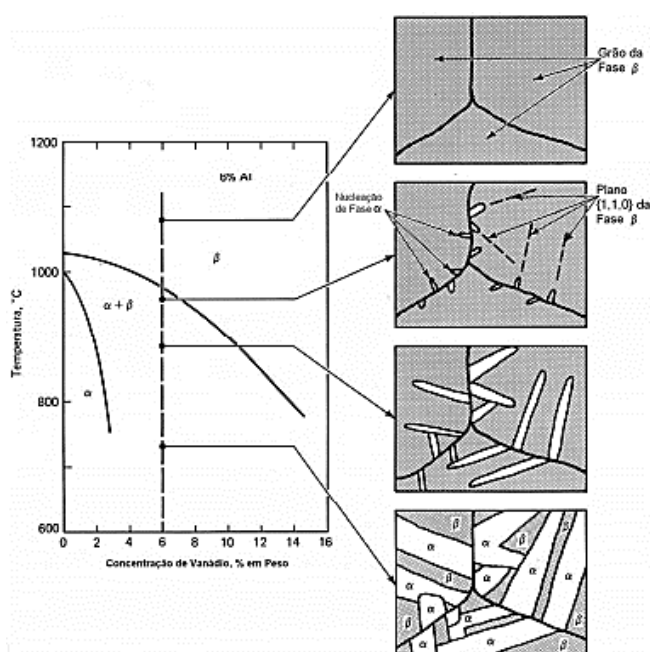 Grão da
Fase β
1200
6% Al
Nucleação
de Fase α
Plano
{1,1,0} da
Fase β
β
1000
α + β
Temperatura, °C
α
800
600
0 2 4 6 8 10 12 14 16
Concentração de Vanádio, % em Peso
α
β
α
β
α
α
β
α
α
β
α
β
α
α
β